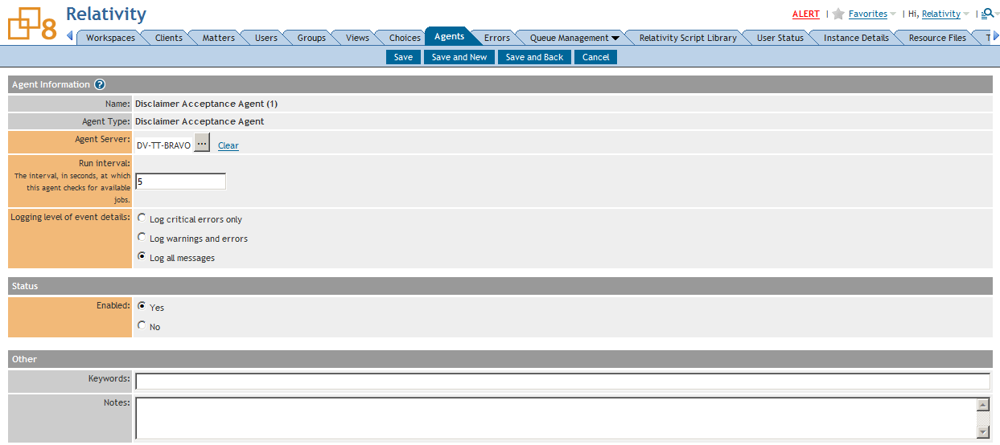 8 Relativity
ALERT | Favorites | Hi, Relativity |
Workspaces Clients Matters Users Groups Views Choices Agents Errors Queue Management Relativity Script Library User Status Instance Details Resource Files T
Save Save and New Save and Back Cancel
Agent Information ?
Name: Disclaimer Acceptance Agent (1)
Agent Type: Disclaimer Acceptance Agent
Agent Server: DV-TT-BRAVO ... Clear
Run interval:
The interval, in seconds, at which
this agent checks for available
jobs.
5
Logging level of event details: Log critical errors only
Log warnings and errors
Log all messages
Status
Enabled: Yes
No
Other
Keywords:
Notes: